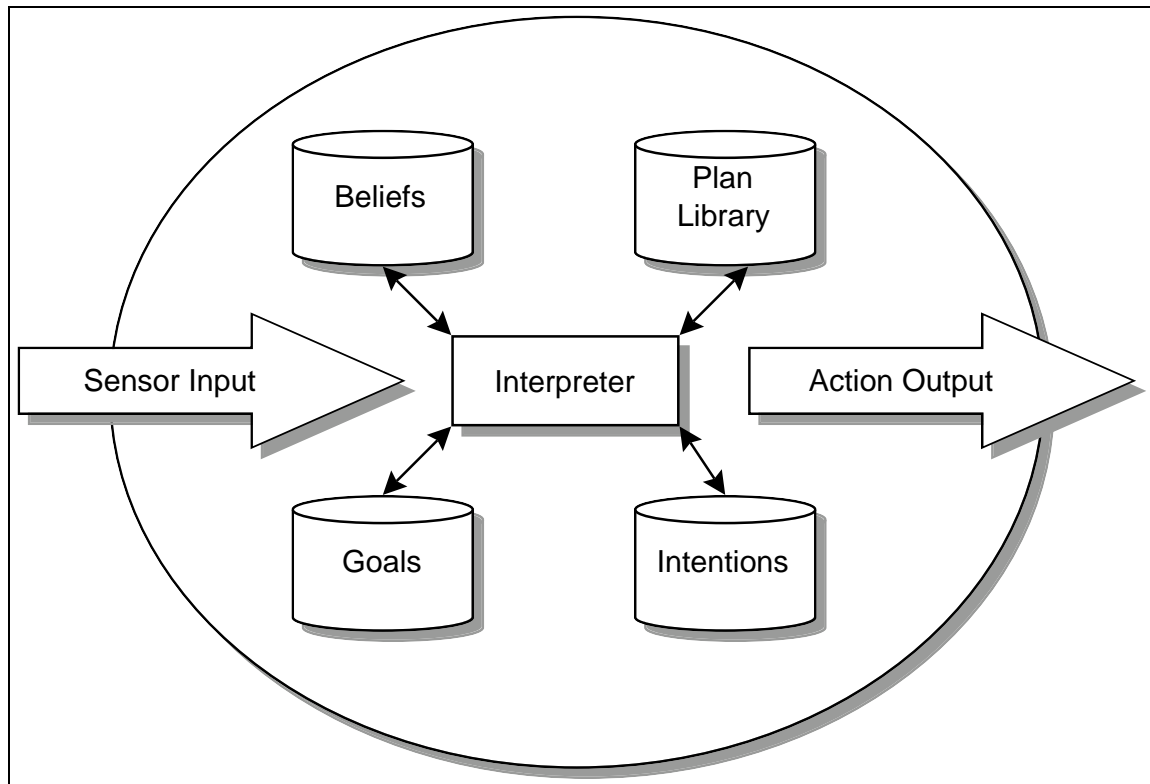 Beliefs
Plan
Library
Sensor Input
Interpreter
Action Output
Goals
Intentions